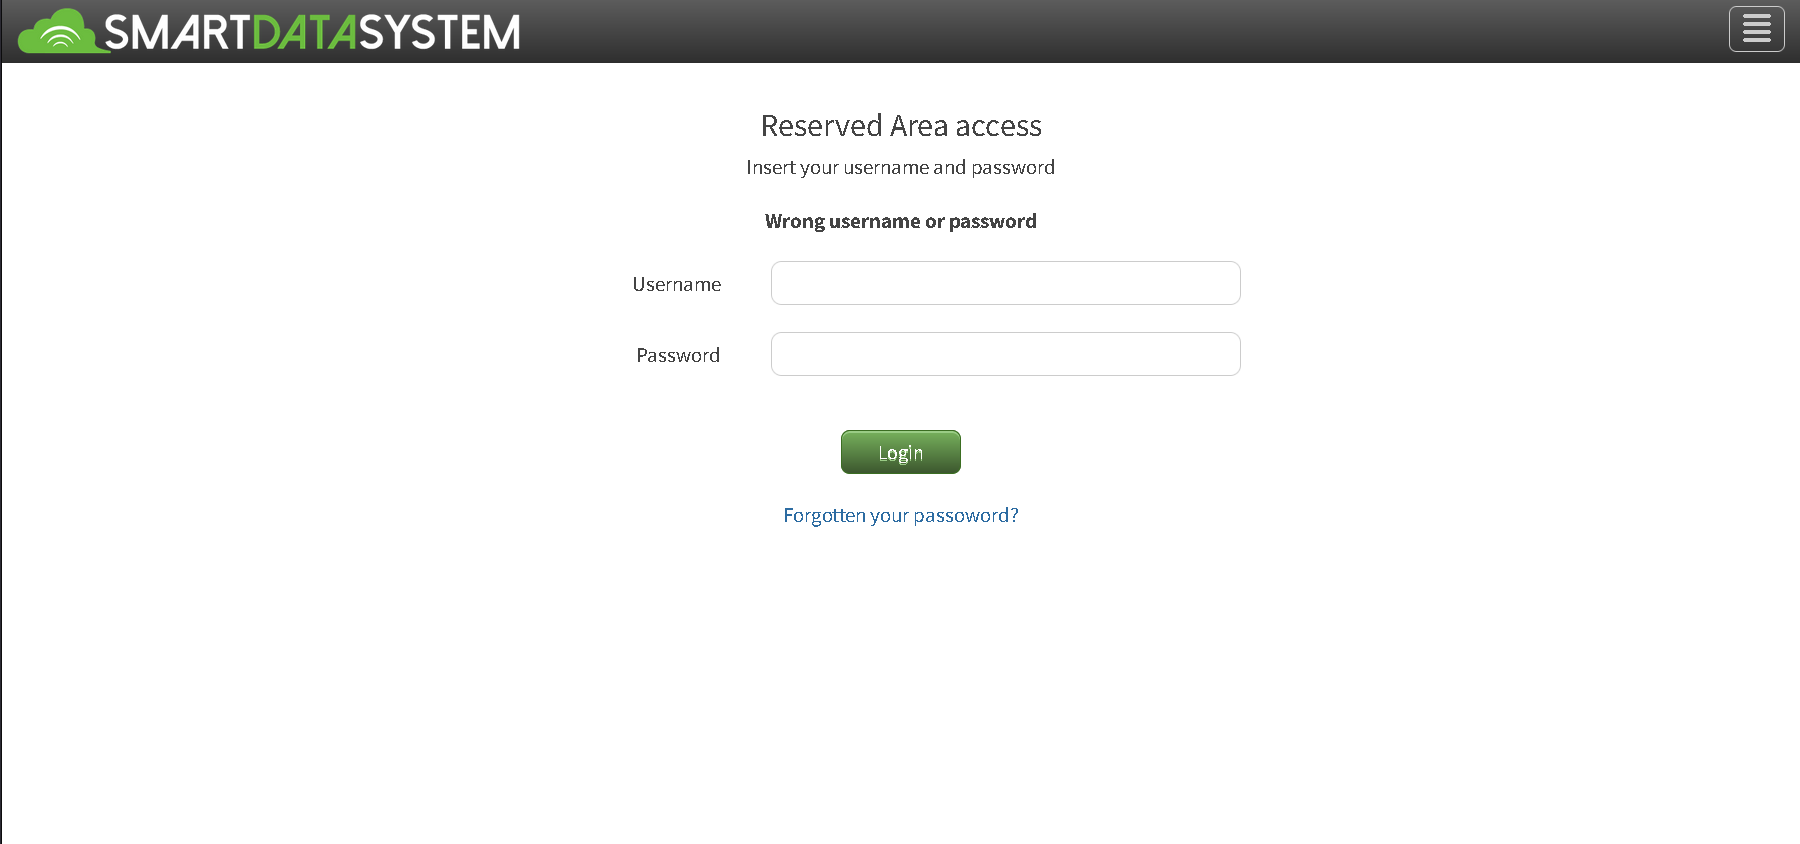 SMARTDATASYSTEM
Reserved Area access
Insert your username and password
Wrong username or password
Username
Password
Login
Forgotten your passoword?